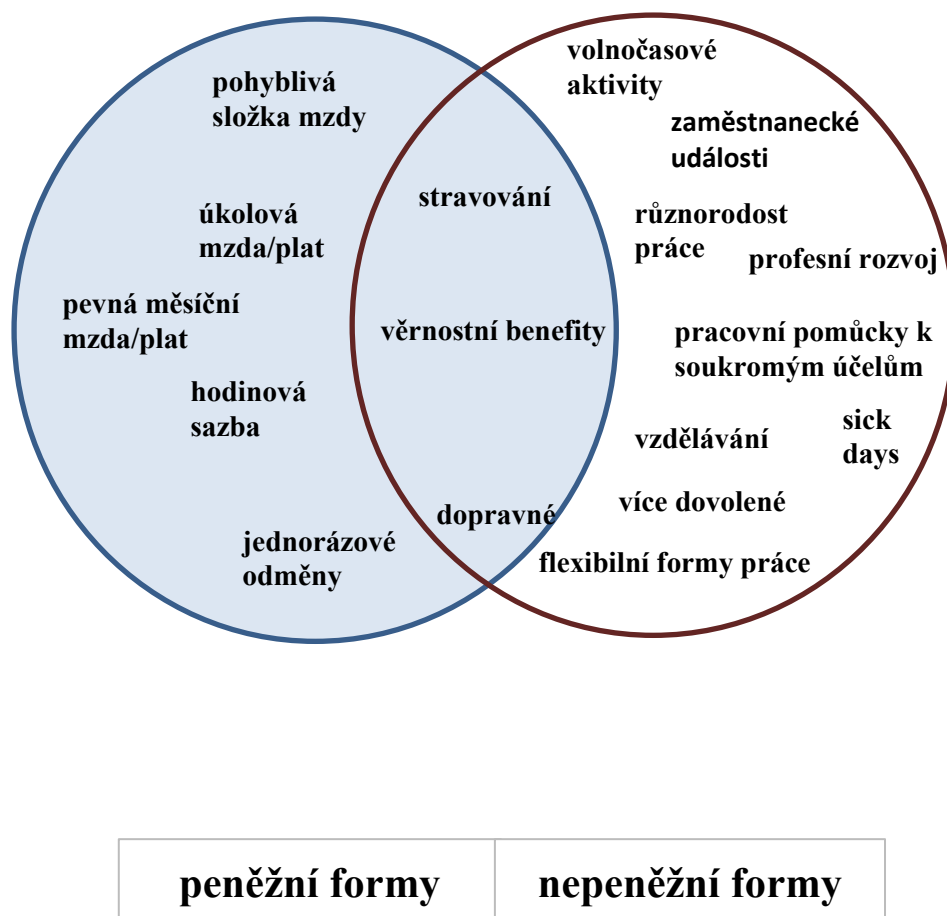 pohyblivá
složka mzdy
úkolová
mzda/plat
pevná měsíční
mzda/plat
hodinová
sazba
jednorázové
odměny
stravování
věrnostní benefity
dopravné
volnočasové
aktivity
zaměstnanecké
události
různorodost
práce
profesní rozvoj
pracovní pomůcky k
soukromým účelům
vzdělávání
sick
days
více dovolené
flexibilní formy práce
peněžní formy
nepeněžní formy